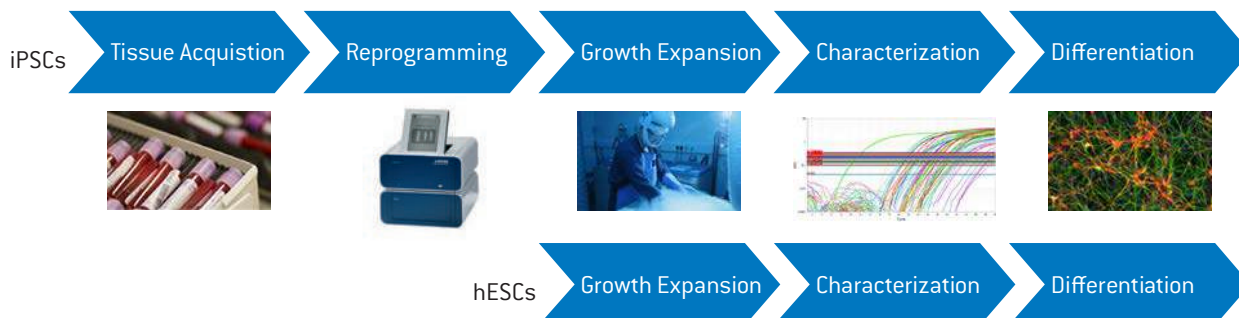 iPSCs
Tissue Acquistion
Reprogramming
Growth Expansion
Characterization
Differentiation
hESCs
Growth Expansion
Characterization
Differentiation